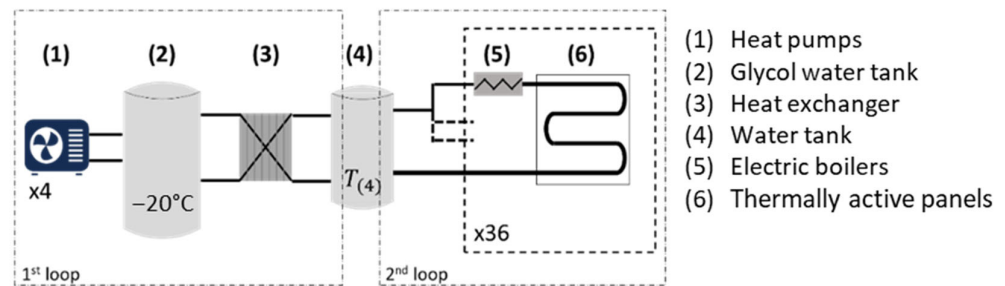 (1) (2) (3) (4) (5) (6)
x4
−20°C
T(4)
x36
1st loop
2nd loop
(1) Heat pumps
(2) Glycol water tank
(3) Heat exchanger
(4) Water tank
(5) Electric boilers
(6) Thermally active panels